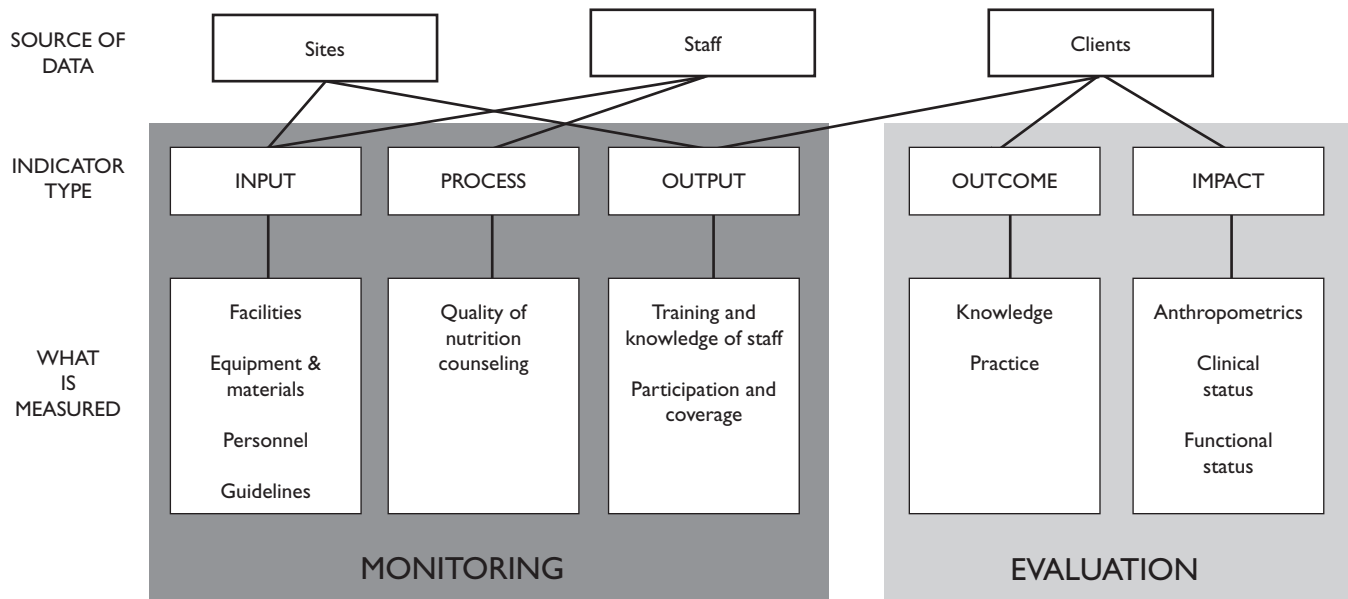 SOURCE OF
DATA
Sites
Staff
Clients
INDICATOR
TYPE
INPUT
PROCESS
OUTPUT
OUTCOME
IMPACT
WHAT
IS
MEASURED
Facilities
Equipment &
materials
Personnel
Guidelines
Quality of
nutrition
counseling
Training and
knowledge of staff
Participation and
coverage
Knowledge
Practice
Anthropometrics
Clinical
status
Functional
status
MONITORING
EVALUATION